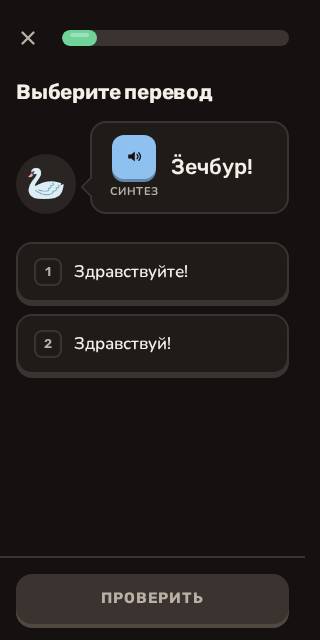 Выберите перевод
Ӟечбур!
СИНТЕЗ
1 Здравствуйте!
2 Здравствуй!
ПРОВЕРИТЬ